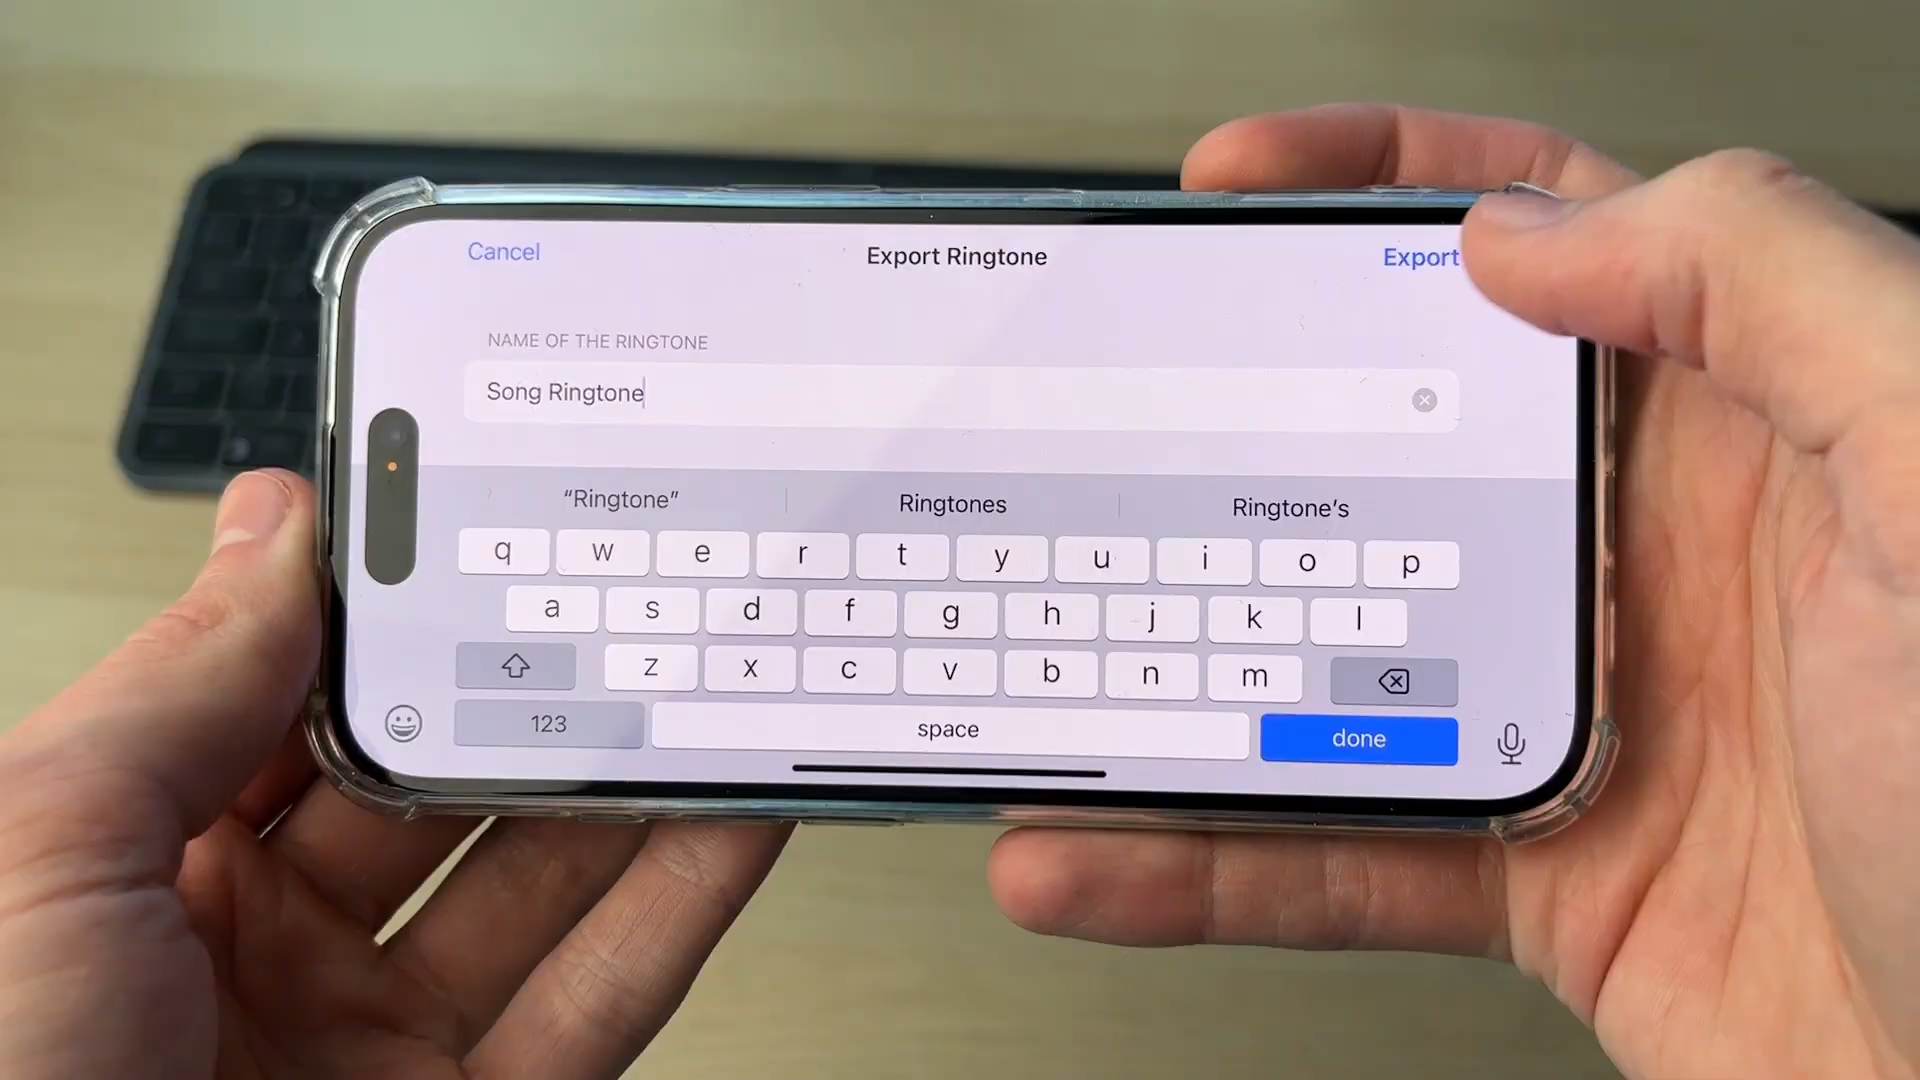 Cancel Export Ringtone Export
NAME OF THE RINGTONE
Song Ringtone
“Ringtone” Ringtones Ringtone’s
q w e r t y u i o p
a s d f g h j k l
z x c v b n m
123 space done